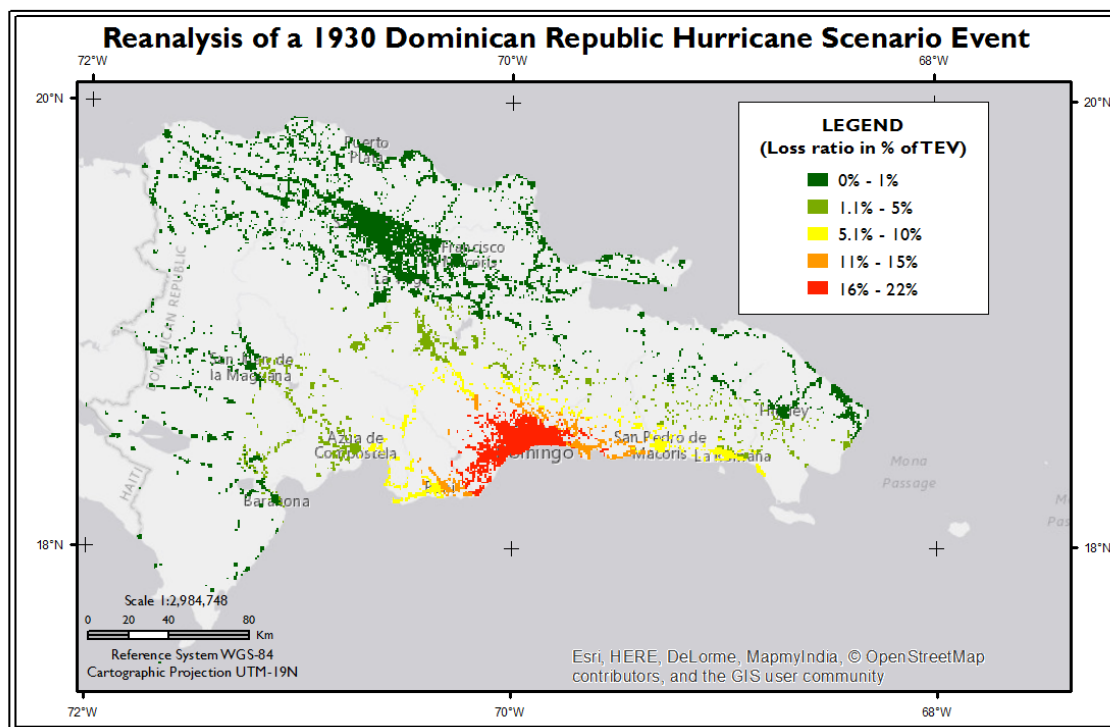 Reanalysis of a 1930 Dominican Republic Hurricane Scenario Event
72°W
70°W
68°W
20°N
20°N
LEGEND
(Loss ratio in % of TEV)
0% - 1%
1.1% - 5%
5.1% - 10%
11% - 15%
16% - 22%
Puerto
Plata
Francisco
DOMINICAN REPUBLIC
HAITI
San Juan de
la Maguana
Azua de
Compostela
Barahona
San Pedro de
Macoris
La Romana
Higuey
Mona
Passage
18°N
18°N
Scale 1:2,984,748
0 20 40 60 80
Km
Reference System WGS-84
Cartographic Projection UTM-19N
Esri, HERE, DeLorme, MapmyIndia, © OpenStreetMap
contributors, and the GIS user community
72°W
70°W
68°W